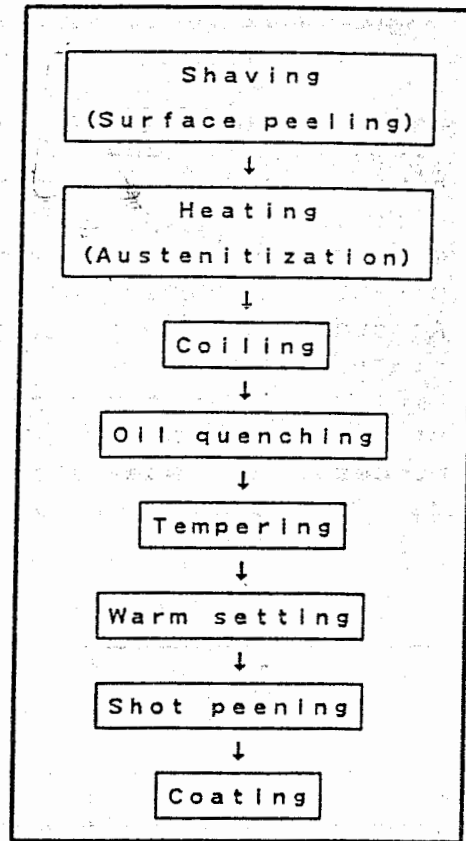 Shaving
(Surface peeling)
↓
Heating
(Austenitization)
↓
Coiling
↓
Oil quenching
↓
Tempering
↓
Warm setting
↓
Shot peening
↓
Coating